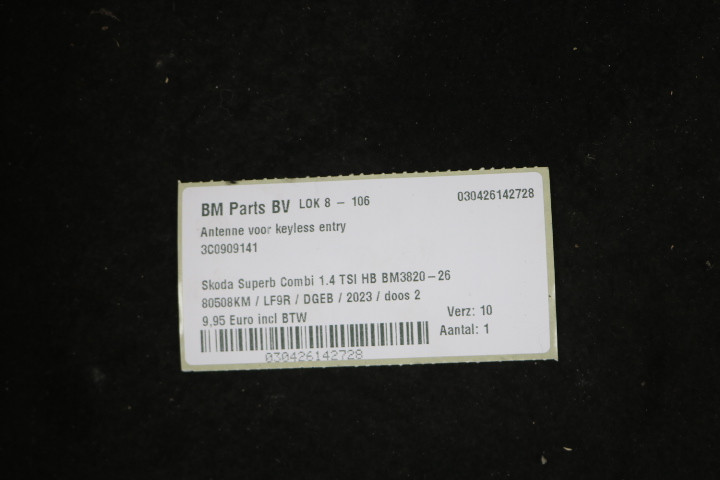 BM Parts BV LOK 8 - 106 030426142728
Antenne voor keyless entry
3C0909141
Skoda Superb Combi 1.4 TSI HB BM3820-26
80508KM / LF9R / DGEB / 2023 / doos 2
9,95 Euro incl BTW Verz: 10
Aantal: 1
030426142728